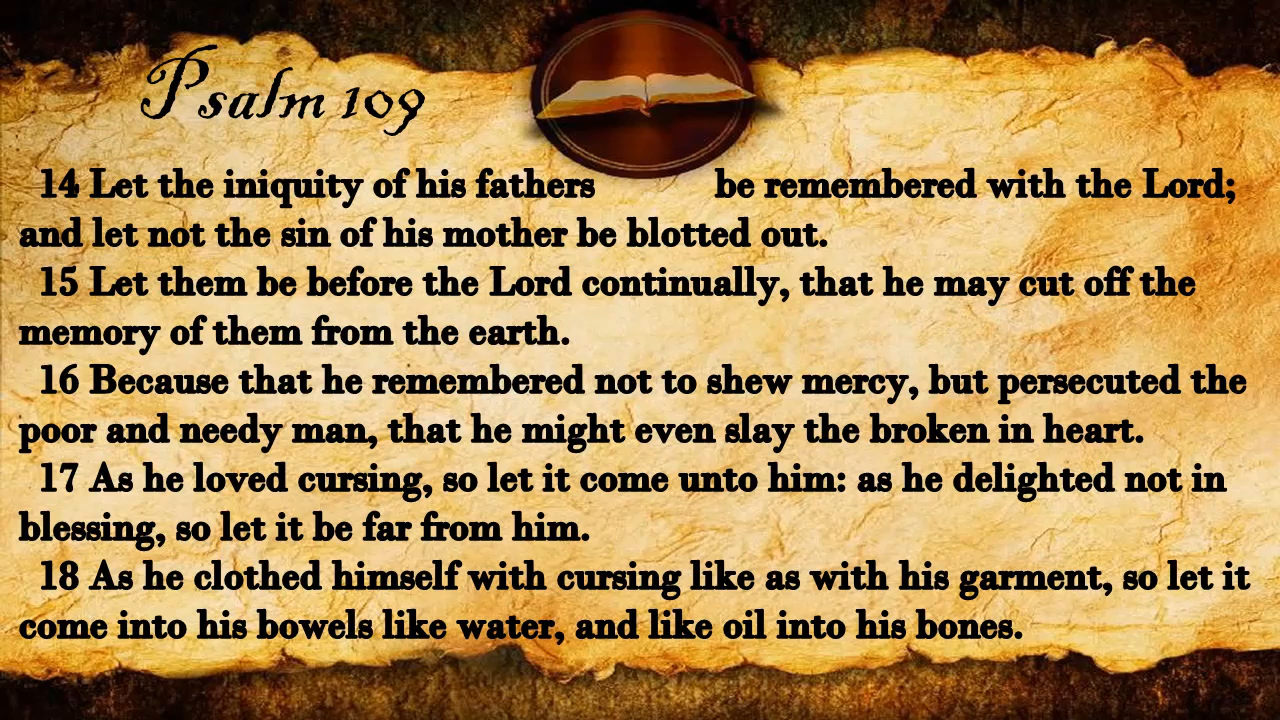 Psalm 109
14 Let the iniquity of his fathers be remembered with the Lord;
and let not the sin of his mother be blotted out.
15 Let them be before the Lord continually, that he may cut off the
memory of them from the earth.
16 Because that he remembered not to shew mercy, but persecuted the
poor and needy man, that he might even slay the broken in heart.
17 As he loved cursing, so let it come unto him: as he delighted not in
blessing, so let it be far from him.
18 As he clothed himself with cursing like as with his garment, so let it
come into his bowels like water, and like oil into his bones.